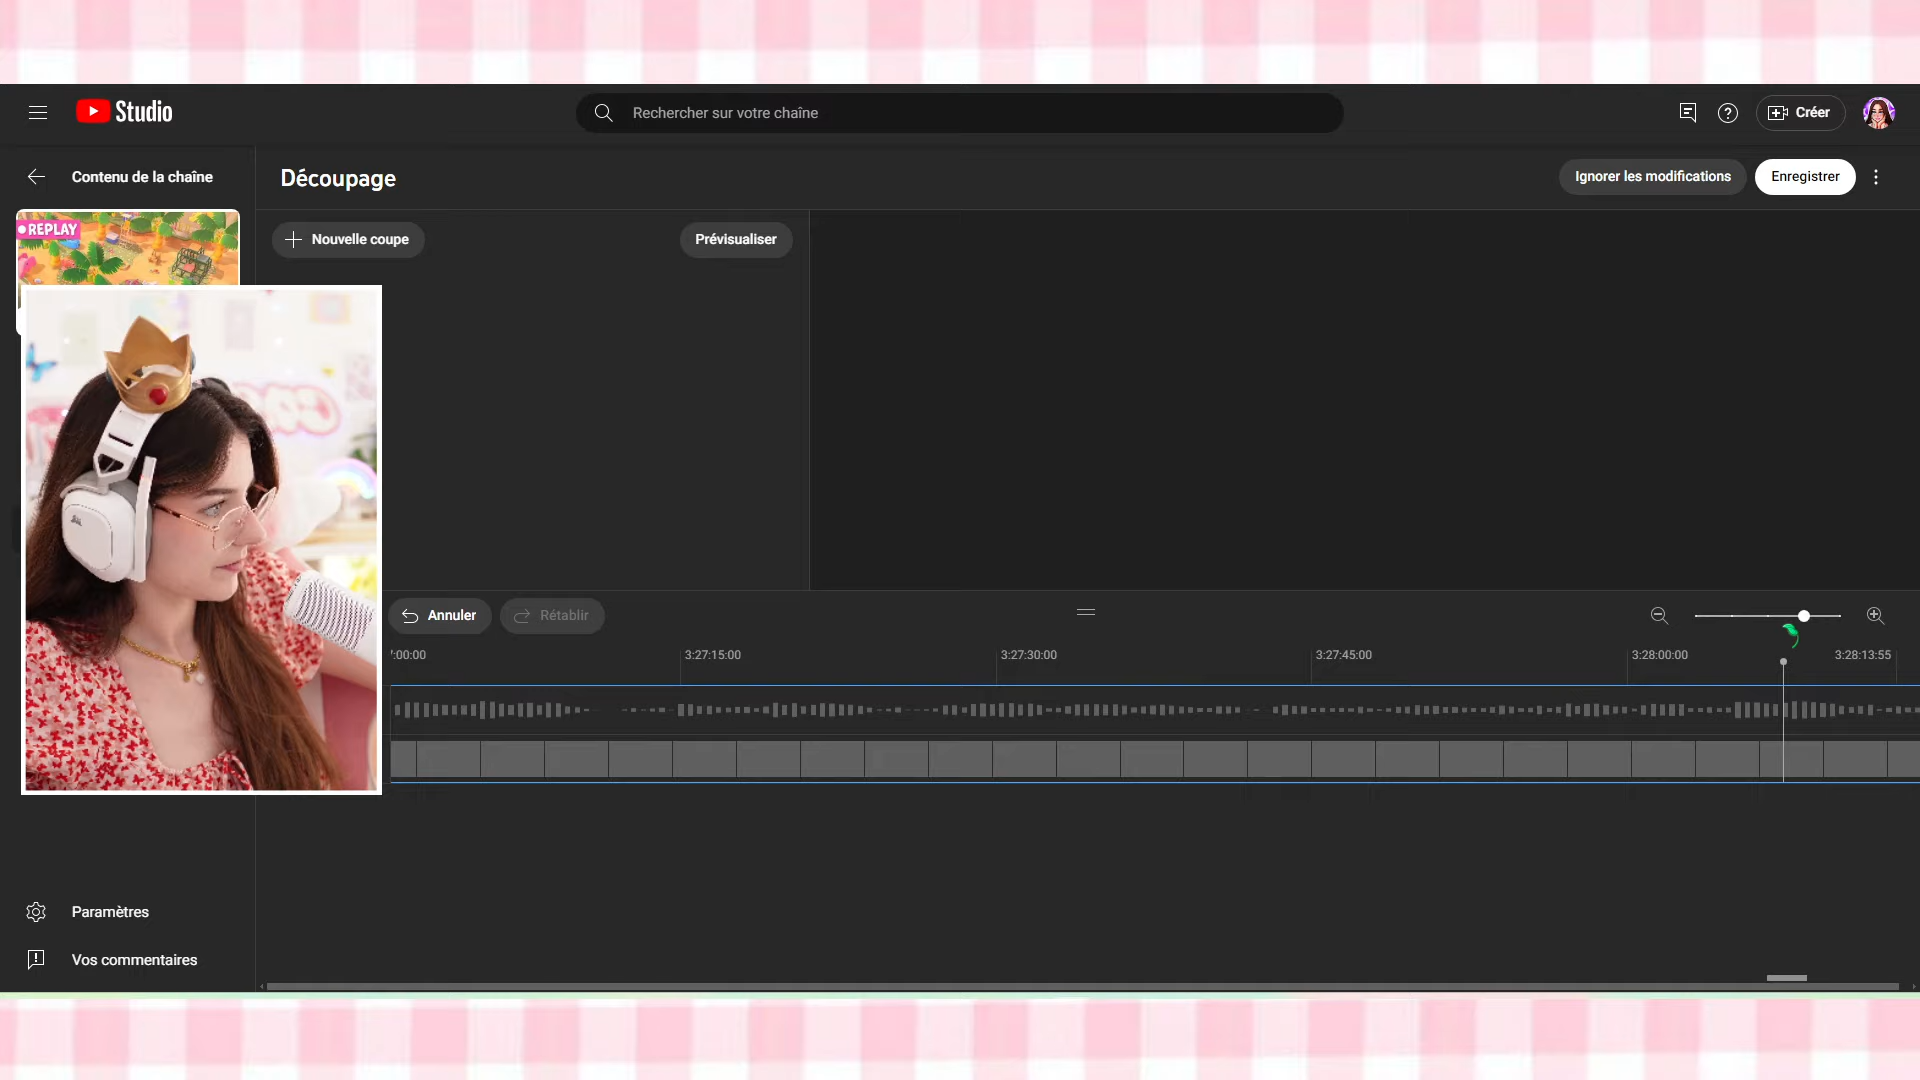 Studio
Rechercher sur votre chaîne
Créer
Contenu de la chaîne
Découpage
Ignorer les modifications
Enregistrer
REPLAY
Nouvelle coupe
Prévisualiser
Annuler
Rétablir
:00:00
3:27:15:00
3:27:30:00
3:27:45:00
3:28:00:00
3:28:13:55
Paramètres
Vos commentaires